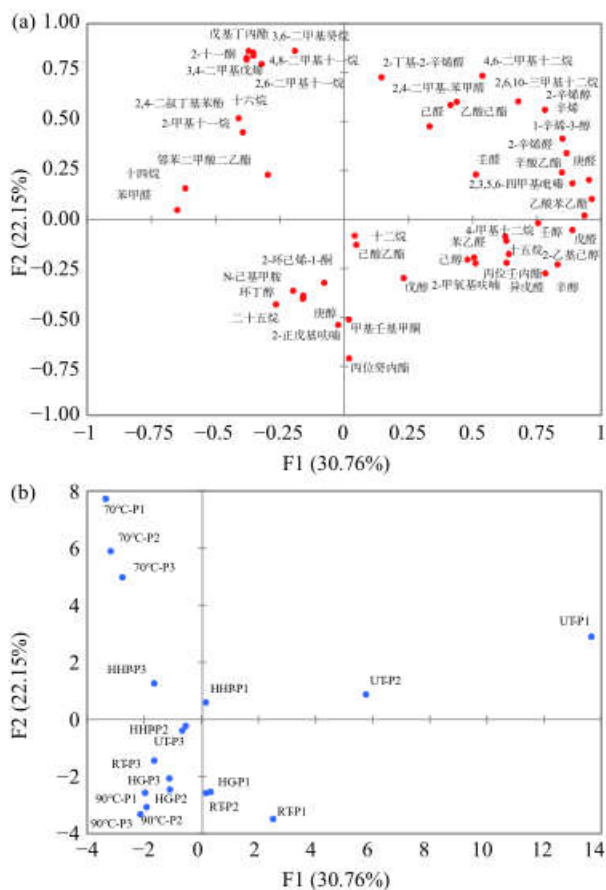 (a)
1.00
0.75
0.50
0.25
0.00
−0.25
−0.50
−0.75
−1.00
F2 (22.15%)
戊基丁内酯
3,6-二甲基癸烷
2-十一酮
4,8-二甲基十一烷
3,4-二甲基戊烯
2,6-二甲基十一烷
2,4-二叔丁基苯酚
十六烷
2-甲基十一烷
邻苯二甲酸二乙酯
十四烷
苯甲醛
2-丁基-2-辛烯醛
4,6-二甲基十二烷
2,4-二甲基-苯甲醛
2,6,10-三甲基十二烷
2-辛烯醇
己醛
乙酸己酯
辛烯
1-辛烯-3-醇
2-辛烯醛
壬醛
辛酸乙酯
庚醛
2,3,5,6-四甲基吡嗪
乙酸苯乙酯
十二烷
己酸乙酯
4-甲基十二烷
壬醇
戊醛
苯乙醛
己醇
十五烷
2-乙基己醇
丙位壬内酯
戊醇
2-甲氧基呋喃
异戊醛
辛醇
2-环己烯-1-酮
N-己基甲胺
环丁醇
二十五烷
庚醇
2-正戊基呋喃
甲基壬基甲酮
丙位癸内酯
−1
−0.75
−0.50
−0.25
0
0.25
0.50
0.75
1
F1 (30.76%)
(b)
8
6
4
2
0
−2
−4
F2 (22.15%)
70℃-P1
70℃-P2
70℃-P3
UT-P1
UT-P2
HHP-P3
HHP-P1
HHP-P2
UT-P3
RT-P3
HG-P3
HG-P1
90℃-P1
HG-P2
RT-P2
RT-P1
90℃-P3
90℃-P2
−4
−2
0
2
4
6
8
10
12
14
F1 (30.76%)